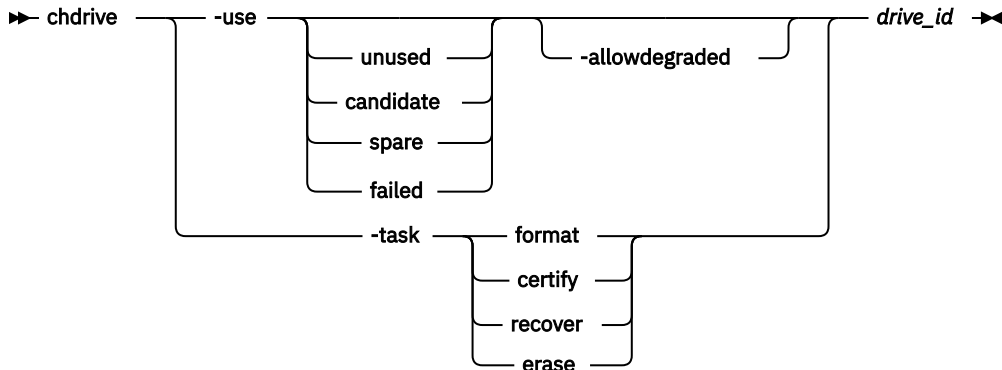 chdrive -use drive_id
unused -allowdegraded
candidate
spare
failed
-task format
certify
recover
erase